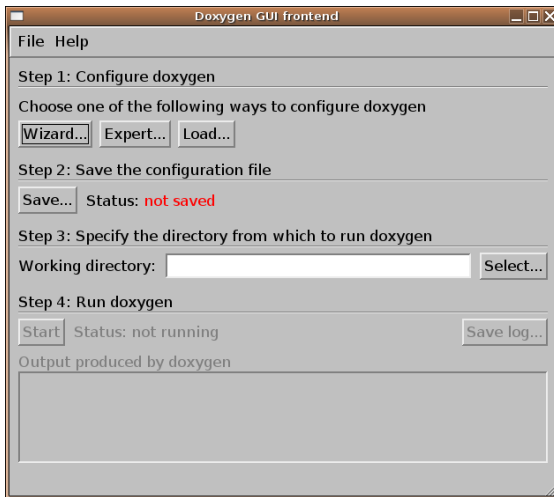 Doxygen GUI frontend
File Help
Step 1: Configure doxygen
Choose one of the following ways to configure doxygen
Wizard... Expert... Load...
Step 2: Save the configuration file
Save... Status: not saved
Step 3: Specify the directory from which to run doxygen
Working directory: Select...
Step 4: Run doxygen
Start Status: not running Save log...
Output produced by doxygen